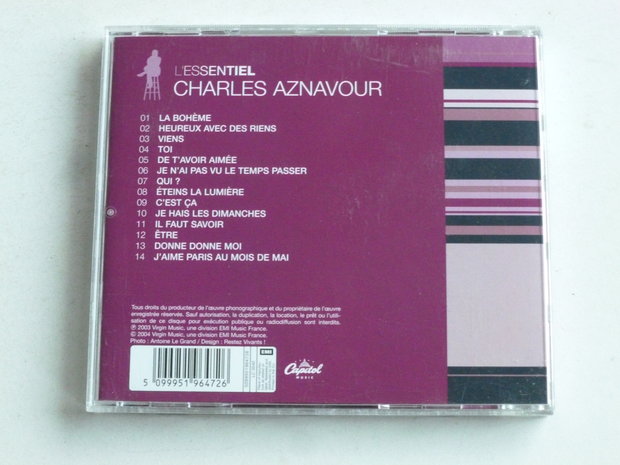 L'ESSENTIEL
CHARLES AZNAVOUR
01 LA BOHÈME
02 HEUREUX AVEC DES RIENS
03 VIENS
04 TOI
05 DE T'AVOIR AIMÉE
06 JE N'AI PAS VU LE TEMPS PASSER
07 QUI ?
08 ÉTEINS LA LUMIÈRE
09 C'EST ÇA
10 JE HAIS LES DIMANCHES
11 IL FAUT SAVOIR
12 ÊTRE
13 DONNE DONNE MOI
14 J'AIME PARIS AU MOIS DE MAI
Tous droits du producteur de l'œuvre phonographique et du propriétaire de l'œuvre
enregistrée réservés. Sauf autorisation, la duplication, la location, le prêt ou l'utili-
sation de ce disque pour exécution publique ou radiodiffusion sont interdits.
℗ 2003 Virgin Music, une division EMI Music France.
© 2004 Virgin Music, une division EMI Music France.
Photo : Antoine Le Grand / Design : Restez Vivants !
5 099951 964726
EMI
Capitol
MUSIC